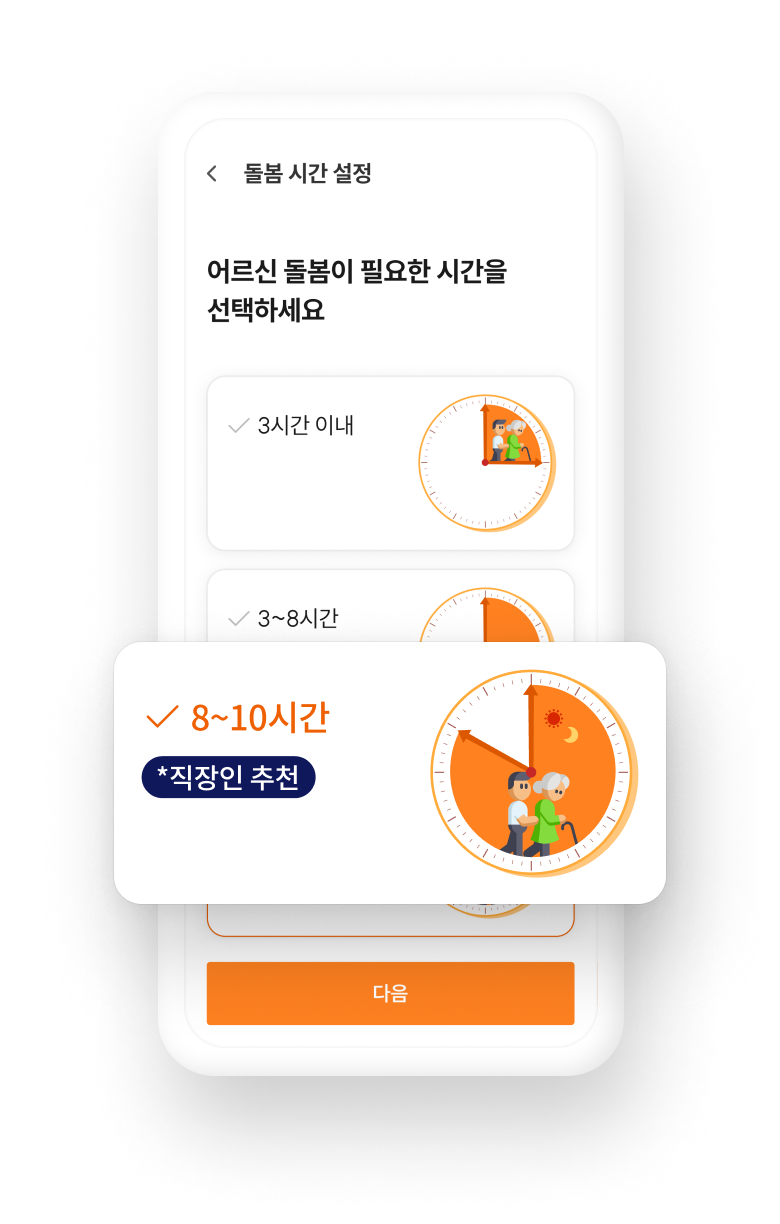 돌봄 시간 설정
어르신 돌봄이 필요한 시간을
선택하세요
3시간 이내
3~8시간
8~10시간
*직장인 추천
다음